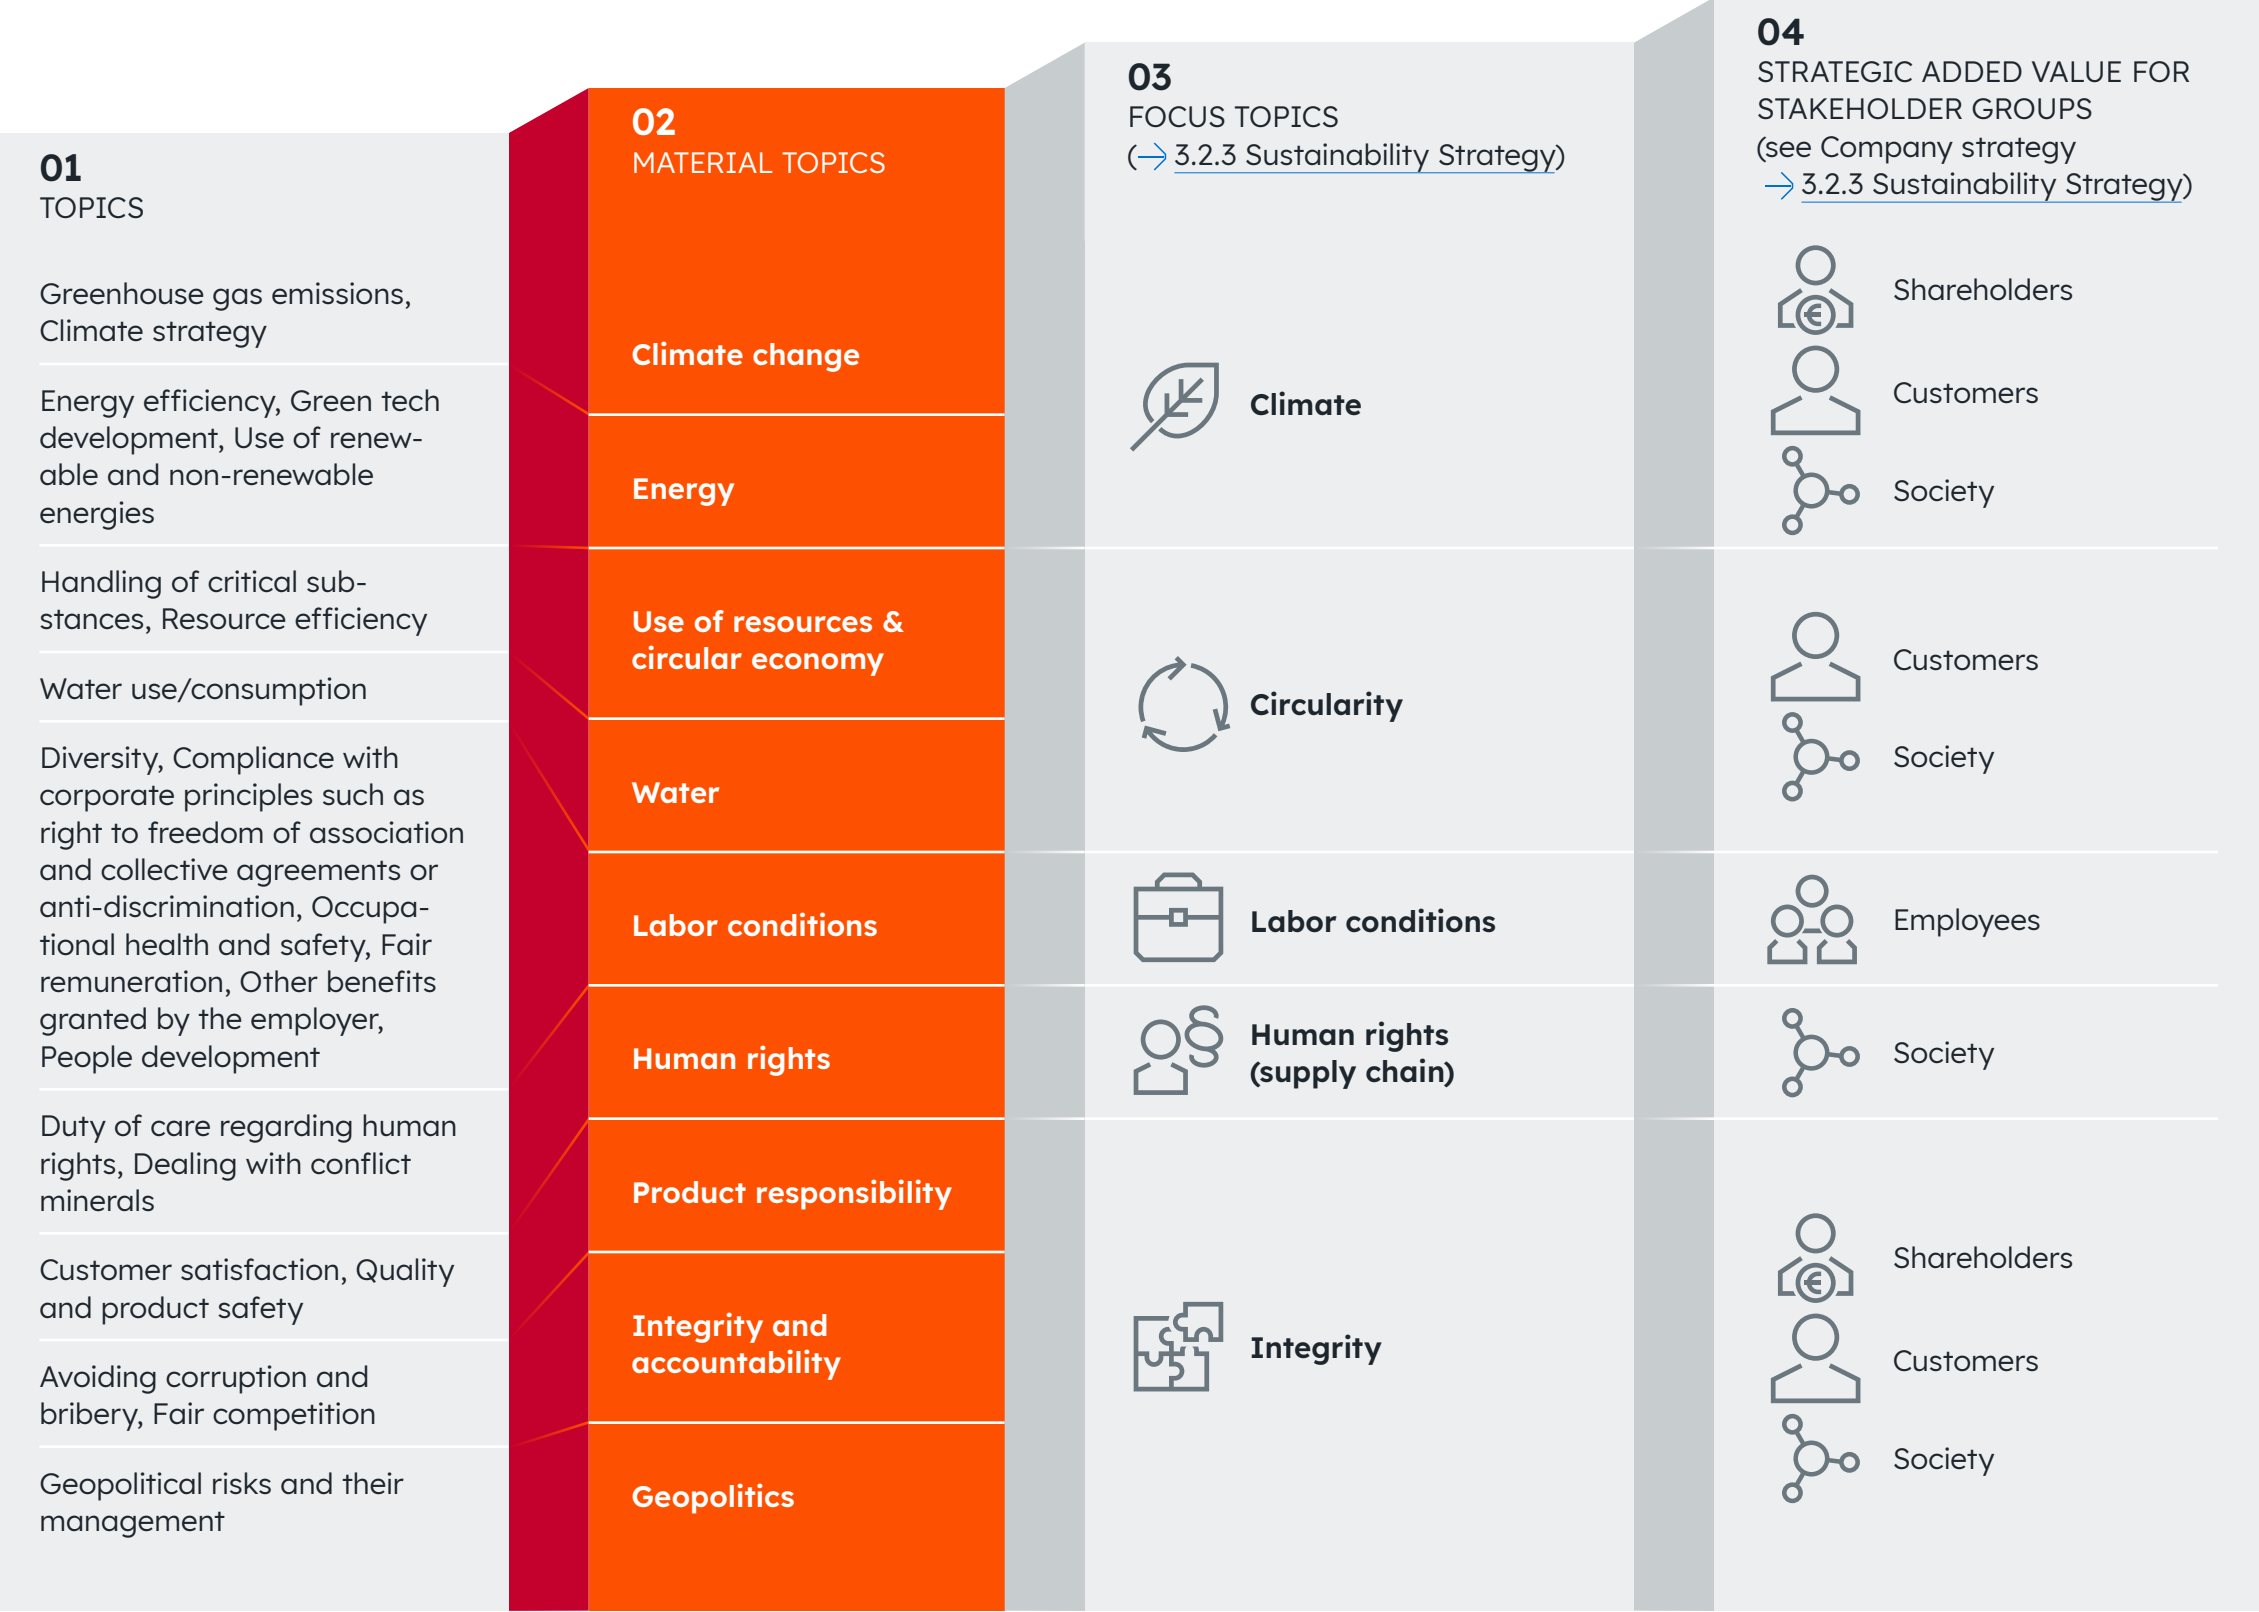 01
TOPICS
Greenhouse gas emissions,
Climate strategy
Energy efficiency, Green tech
development, Use of renew-
able and non-renewable
energies
Handling of critical sub-
stances, Resource efficiency
Water use/consumption
Diversity, Compliance with
corporate principles such as
right to freedom of association
and collective agreements or
anti-discrimination, Occupa-
tional health and safety, Fair
remuneration, Other benefits
granted by the employer,
People development
Duty of care regarding human
rights, Dealing with conflict
minerals
Customer satisfaction, Quality
and product safety
Avoiding corruption and
bribery, Fair competition
Geopolitical risks and their
management
02
MATERIAL TOPICS
Climate change
Energy
Use of resources &
circular economy
Water
Labor conditions
Human rights
Product responsibility
Integrity and
accountability
Geopolitics
03
FOCUS TOPICS
(→ 3.2.3 Sustainability Strategy)
Climate
Circularity
Labor conditions
Human rights
(supply chain)
Integrity
04
STRATEGIC ADDED VALUE FOR
STAKEHOLDER GROUPS
(see Company strategy
→ 3.2.3 Sustainability Strategy)
Shareholders
Customers
Society
Customers
Society
Employees
Society
Shareholders
Customers
Society